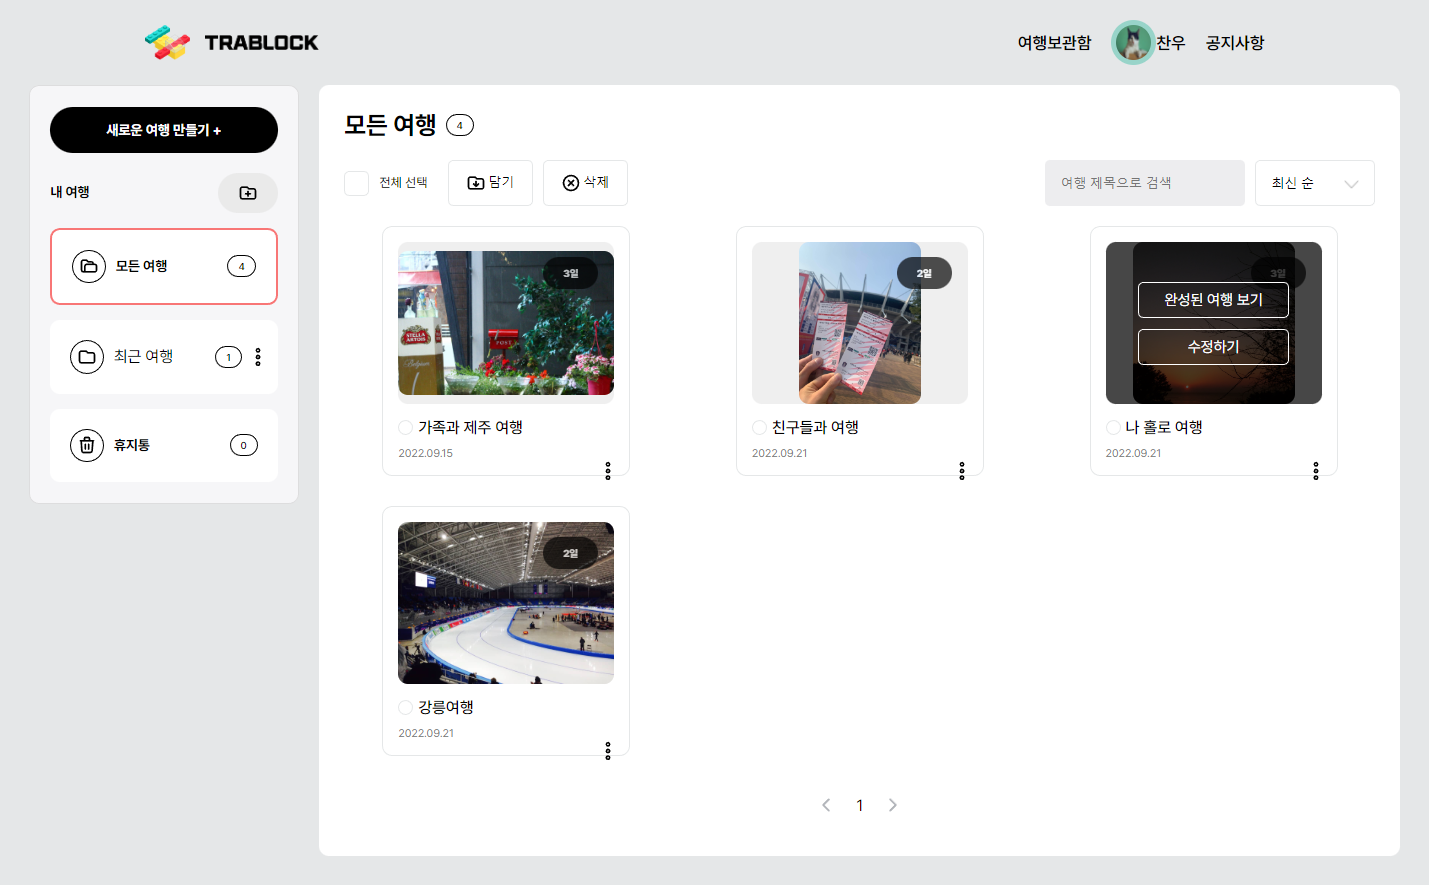 TRABLOCK
여행보관함
찬우
공지사항
새로운 여행 만들기 +
내 여행
모든 여행
4
최근 여행
1
휴지통
0
모든 여행
4
전체 선택
담기
삭제
여행 제목으로 검색
최신 순
3일
STELLA
ARTOIS
Belgium
POST
가족과 제주 여행
2022.09.15
2일
친구들과 여행
2022.09.21
3일
완성된 여행 보기
수정하기
나 홀로 여행
2022.09.21
2일
강릉여행
2022.09.21
1